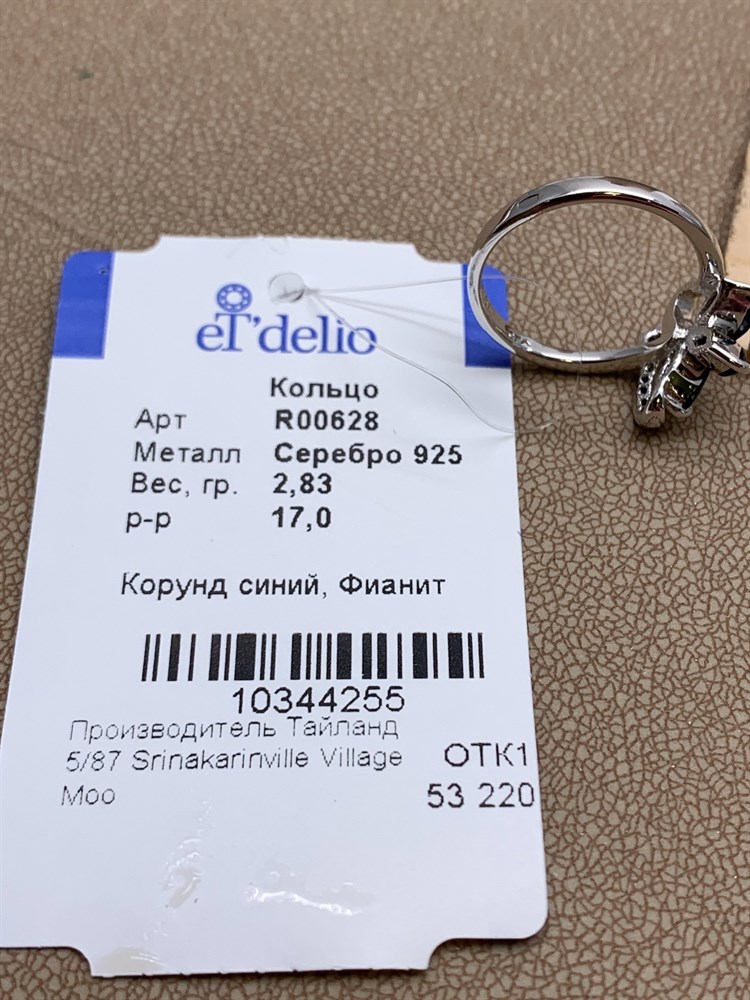 eT'delio
Кольцо
Арт R00628
Металл Серебро 925
Вес, гр. 2,83
р-р 17,0
Корунд синий, Фианит
10344255
Производитель Тайланд
5/87 Srinakarinville Village ОТК1
Moo 53 220